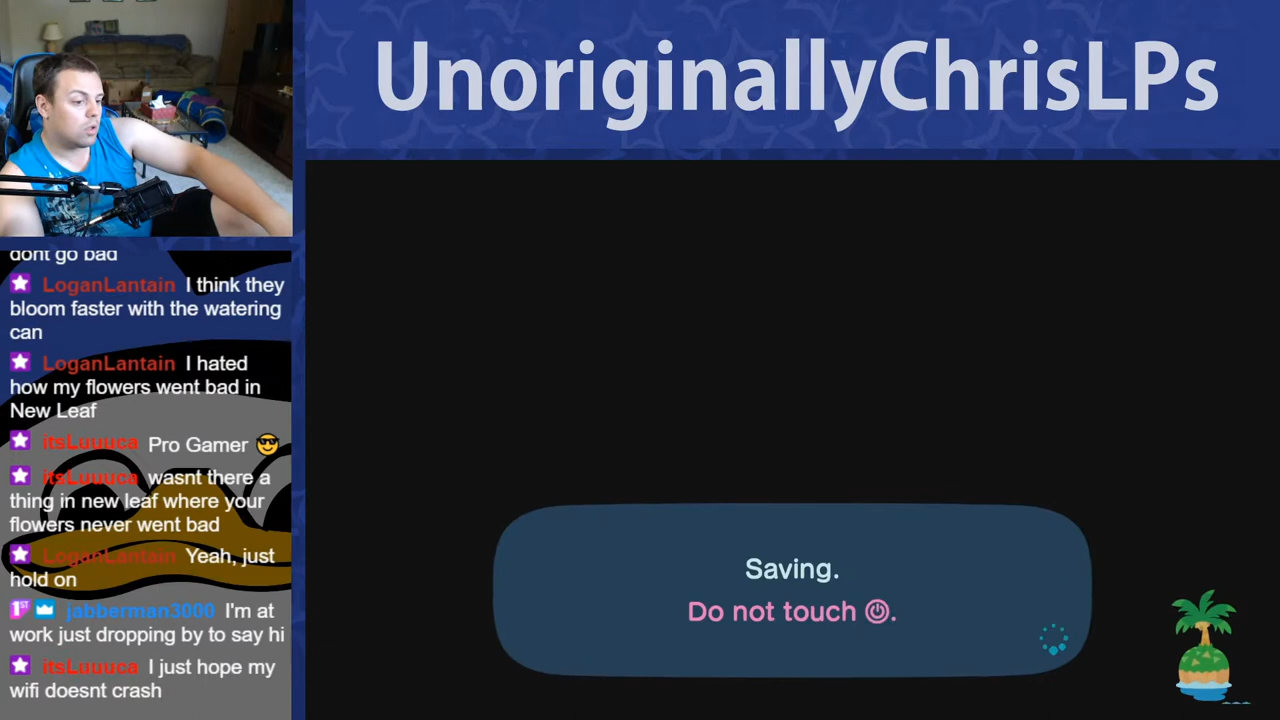 UnoriginallyChrisLPs
dont go bad
LoganLantain I think they
bloom faster with the watering
can
LoganLantain I hated
how my flowers went bad in
New Leaf
itsLuuuca Pro Gamer 😎
itsLuuuca wasnt there a
thing in new leaf where your
flowers never went bad
LoganLantain Yeah, just
hold on
1ST jabberman3000 I'm at
work just dropping by to say hi
itsLuuuca I just hope my
wifi doesnt crash
Saving.
Do not touch ⏻.